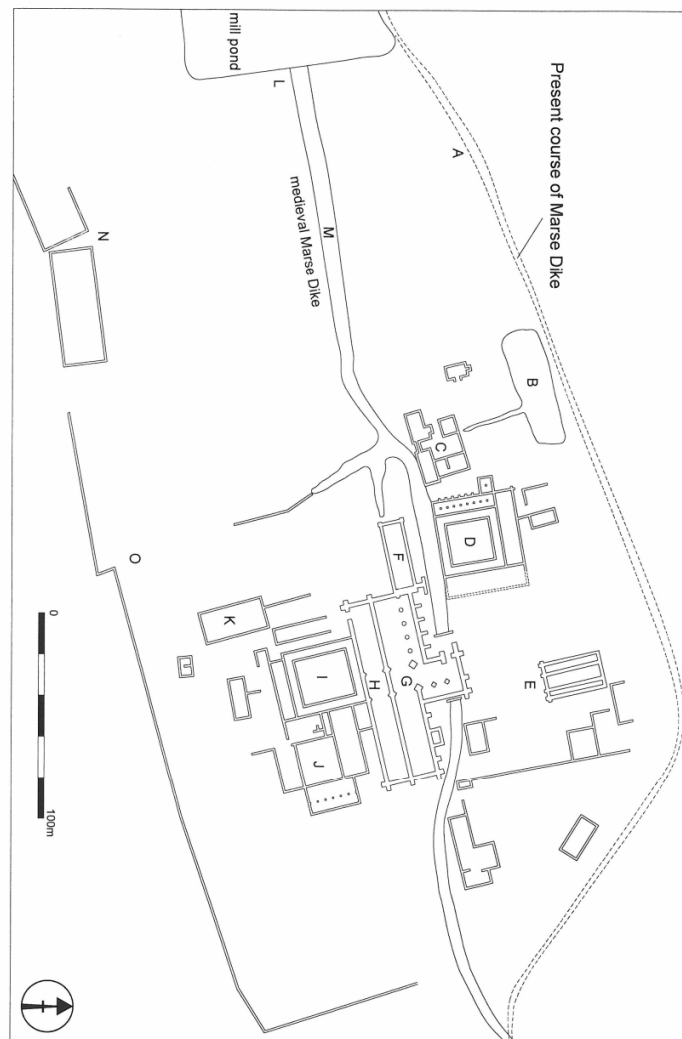 mill pond
L
medieval Marse Dike
M
A
Present course of Marse Dike
N
B
C
D
O
F
K
E
G
H
I
J
0
100m